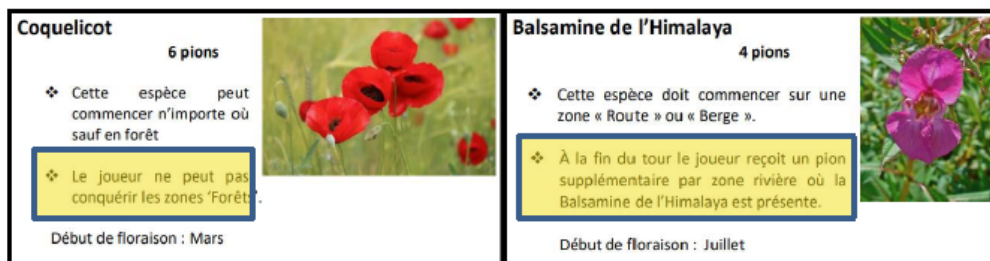 Coquelicot
6 pions
❖ Cette espèce peut
commencer n’importe où
sauf en forêt
❖ Le joueur ne peut pas
conquérir les zones ‘Forêts’.
Début de floraison : Mars
Balsamine de l’Himalaya
4 pions
❖ Cette espèce doit commencer sur une
zone « Route » ou « Berge ».
❖ À la fin du tour le joueur reçoit un pion
supplémentaire par zone rivière où la
Balsamine de l’Himalaya est présente.
Début de floraison : Juillet